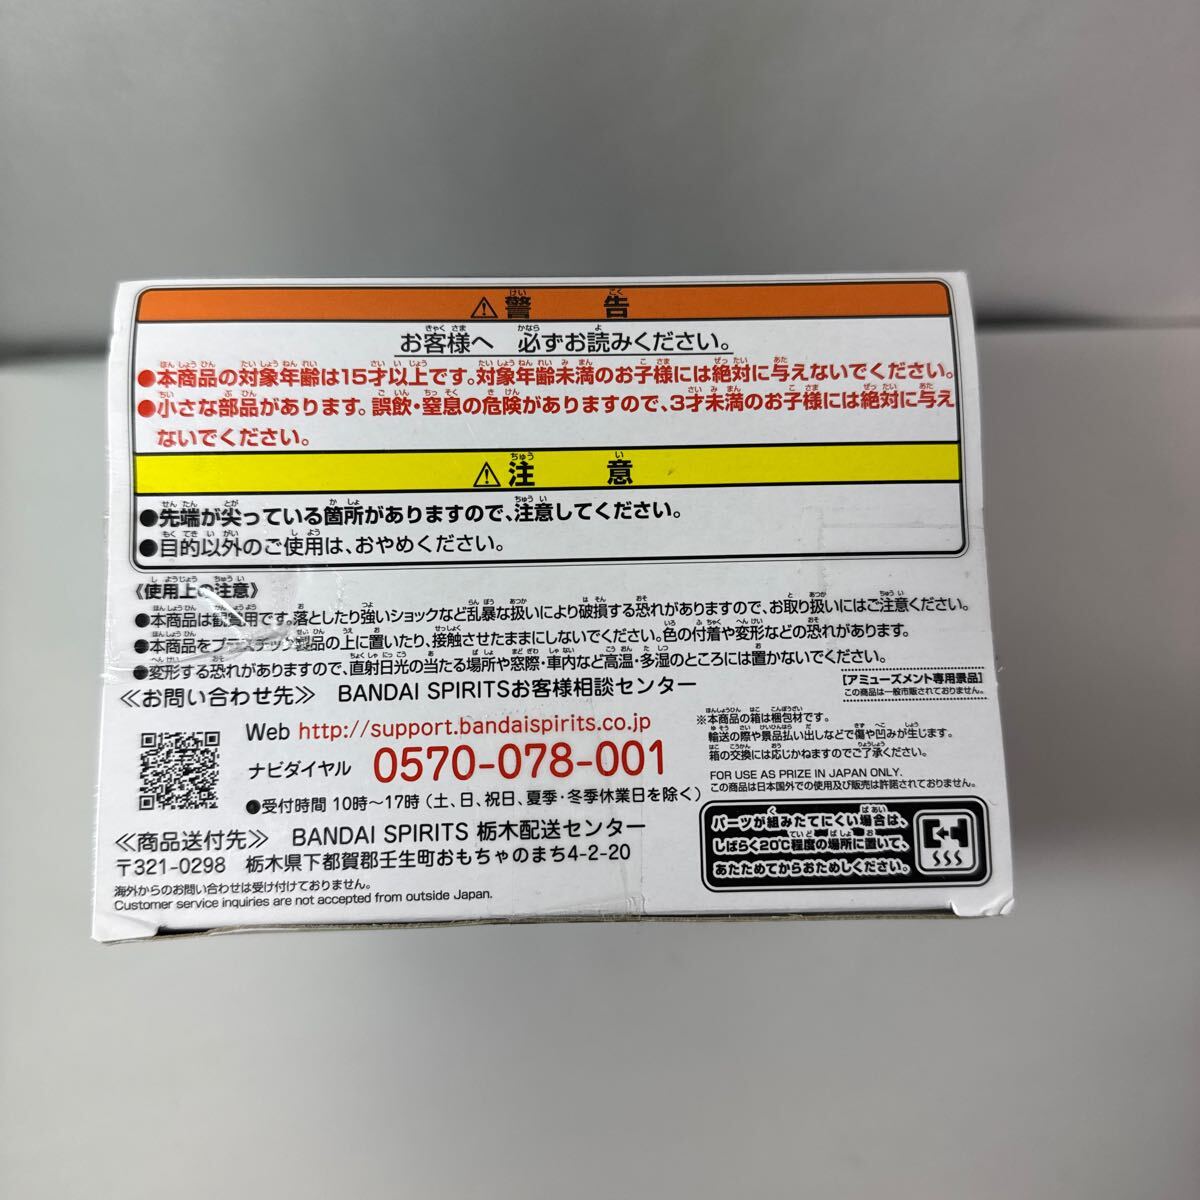 ⚠警告
お客様へ 必ずお読みください。
●本商品の対象年齢は15才以上です。対象年齢未満のお子様には絶対に与えないでください。
●小さな部品があります。誤飲・窒息の危険がありますので、3才未満のお子様には絶対に与え
ないでください。
⚠注意
●先端が尖っている箇所がありますので、注意してください。
●目的以外のご使用は、おやめください。
《使用上の注意》
●本商品は観賞用です。落としたり強いショックなど乱暴な扱いにより破損する恐れがありますので、お取り扱いにはご注意ください。
●本商品をプラスチック製品の上に置いたり、接触させたままにしないでください。色の付着や変形などの恐れがあります。
●変形する恐れがありますので、直射日光の当たる場所や窓際・車内など高温・多湿のところには置かないでください。
≪お問い合わせ先≫ BANDAI SPIRITSお客様相談センター
Web http://support.bandaispirits.co.jp
ナビダイヤル 0570-078-001
●受付時間 10時〜17時(土、日、祝日、夏季・冬季休業日を除く)
≪商品送付先≫ BANDAI SPIRITS 栃木配送センター
〒321-0298 栃木県下都賀郡壬生町おもちゃのまち4-2-20
海外からのお問い合わせは受け付けておりません。
Customer service inquiries are not accepted from outside Japan.
【アミューズメント専用景品】
この商品は一般市販されておりません。
※本商品の箱は梱包材です。
輸送の際や景品払い出しなどで傷や凹みが生じます。
箱の交換には応じかねますのでご了承ください。
FOR USE AS PRIZE IN JAPAN ONLY.
この商品は日本国外での使用及び販売は許諾されておりません。
パーツが組みたてにくい場合は、
しばらく20℃程度の場所に置いて、
あたためてからおためしください。